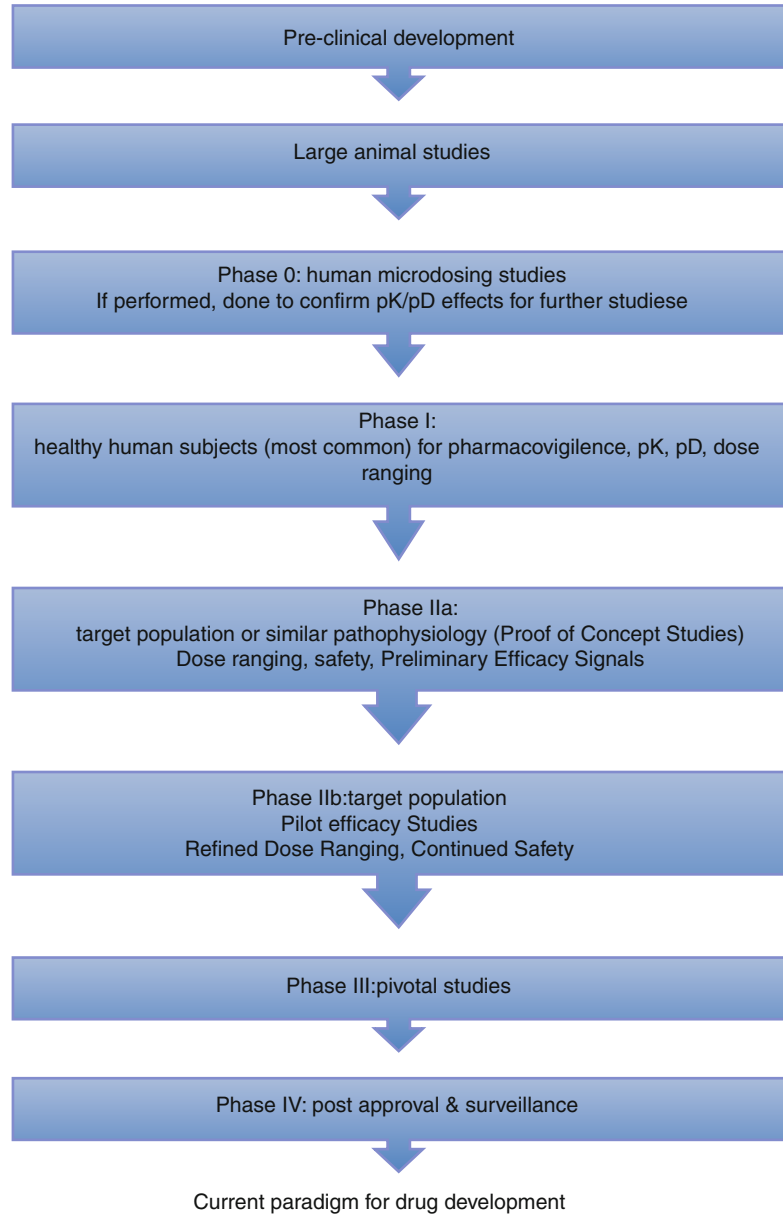 Pre-clinical development
Large animal studies
Phase 0: human microdosing studies
If performed, done to confirm pK/pD effects for further studiese
Phase I:
healthy human subjects (most common) for pharmacovigilence, pK, pD, dose
ranging
Phase IIa:
target population or similar pathophysiology (Proof of Concept Studies)
Dose ranging, safety, Preliminary Efficacy Signals
Phase IIb:target population
Pilot efficacy Studies
Refined Dose Ranging, Continued Safety
Phase III:pivotal studies
Phase IV: post approval & surveillance
Current paradigm for drug development